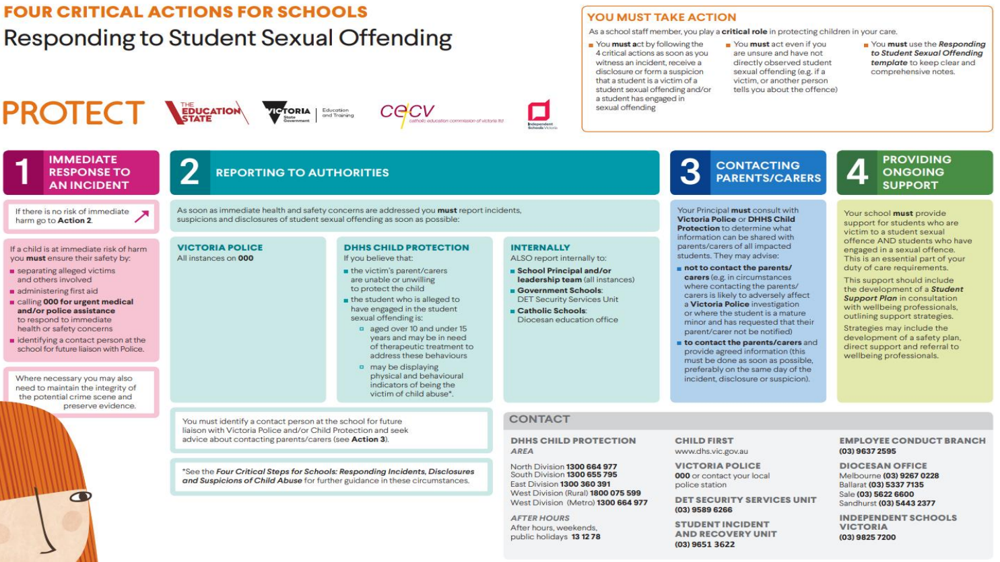 FOUR CRITICAL ACTIONS FOR SCHOOLS
Responding to Student Sexual Offending
PROTECT
THE
EDUCATION
STATE
VICTORIA
State
Government
Education
and Training
cecv
catholic education commission of victoria ltd
Independent
Schools Victoria
YOU MUST TAKE ACTION
As a school staff member, you play a critical role in protecting children in your care.
You must act by following the
4 critical actions as soon as you
witness an incident, receive a
disclosure or form a suspicion
that a student is a victim of a
student sexual offending and/or
a student has engaged in
sexual offending
You must act even if you
are unsure and have not
directly observed student
sexual offending (e.g. if a
victim, or another person
tells you about the offence)
You must use the Responding
to Student Sexual Offending
template to keep clear and
comprehensive notes.
1
IMMEDIATE
RESPONSE TO
AN INCIDENT
If there is no risk of immediate
harm go to Action 2.
If a child is at immediate risk of harm
you must ensure their safety by:
separating alleged victims
and others involved
administering first aid
calling 000 for urgent medical
and/or police assistance
to respond to immediate
health or safety concerns
identifying a contact person at the
school for future liaison with Police.
Where necessary you may also
need to maintain the integrity of
the potential crime scene and
preserve evidence.
2
REPORTING TO AUTHORITIES
As soon as immediate health and safety concerns are addressed you must report incidents,
suspicions and disclosures of student sexual offending as soon as possible:
VICTORIA POLICE
All instances on 000
DHHS CHILD PROTECTION
If you believe that:
the victim's parent/carers
are unable or unwilling
to protect the child
the student who is alleged to
have engaged in the student
sexual offending is:
aged over 10 and under 15
years and may be in need
of therapeutic treatment to
address these behaviours
may be displaying
physical and behavioural
indicators of being the
victim of child abuse*.
INTERNALLY
ALSO report internally to:
School Principal and/or
leadership team (all instances)
Government Schools:
DET Security Services Unit
Catholic Schools:
Diocesan education office
You must identify a contact person at the school for future
liaison with Victoria Police and/or Child Protection and seek
advice about contacting parents/carers (see Action 3).
*See the Four Critical Steps for Schools: Responding Incidents, Disclosures
and Suspicions of Child Abuse for further guidance in these circumstances.
3
CONTACTING
PARENTS/CARERS
Your Principal must consult with
Victoria Police or DHHS Child
Protection to determine what
information can be shared with
parents/carers of all impacted
students. They may advise:
not to contact the parents/
carers (e.g. in circumstances
where contacting the parents/
carers is likely to adversely affect
a Victoria Police investigation
or where the student is a mature
minor and has requested that their
parent/carer not be notified)
to contact the parents/carers and
provide agreed information (this
must be done as soon as possible,
preferably on the same day of the
incident, disclosure or suspicion).
4
PROVIDING
ONGOING
SUPPORT
Your school must provide
support for students who are
victim to a student sexual
offence AND students who have
engaged in a sexual offence.
This is an essential part of your
duty of care requirements.
This support should include
the development of a Student
Support Plan in consultation
with wellbeing professionals,
outlining support strategies.
Strategies may include the
development of a safety plan,
direct support and referral to
wellbeing professionals.
CONTACT
DHHS CHILD PROTECTION
AREA
North Division 1300 664 977
South Division 1300 655 795
East Division 1300 360 391
West Division (Rural) 1800 075 599
West Division (Metro) 1300 664 977
AFTER HOURS
After hours, weekends,
public holidays 13 12 78
CHILD FIRST
www.dhs.vic.gov.au
VICTORIA POLICE
000 or contact your local
police station
DET SECURITY SERVICES UNIT
(03) 9589 6266
STUDENT INCIDENT
AND RECOVERY UNIT
(03) 9651 3622
EMPLOYEE CONDUCT BRANCH
(03) 9637 2595
DIOCESAN OFFICE
Melbourne (03) 9267 0228
Ballarat (03) 5337 7135
Sale (03) 5622 6600
Sandhurst (03) 5443 2377
INDEPENDENT SCHOOLS
VICTORIA
(03) 9825 7200